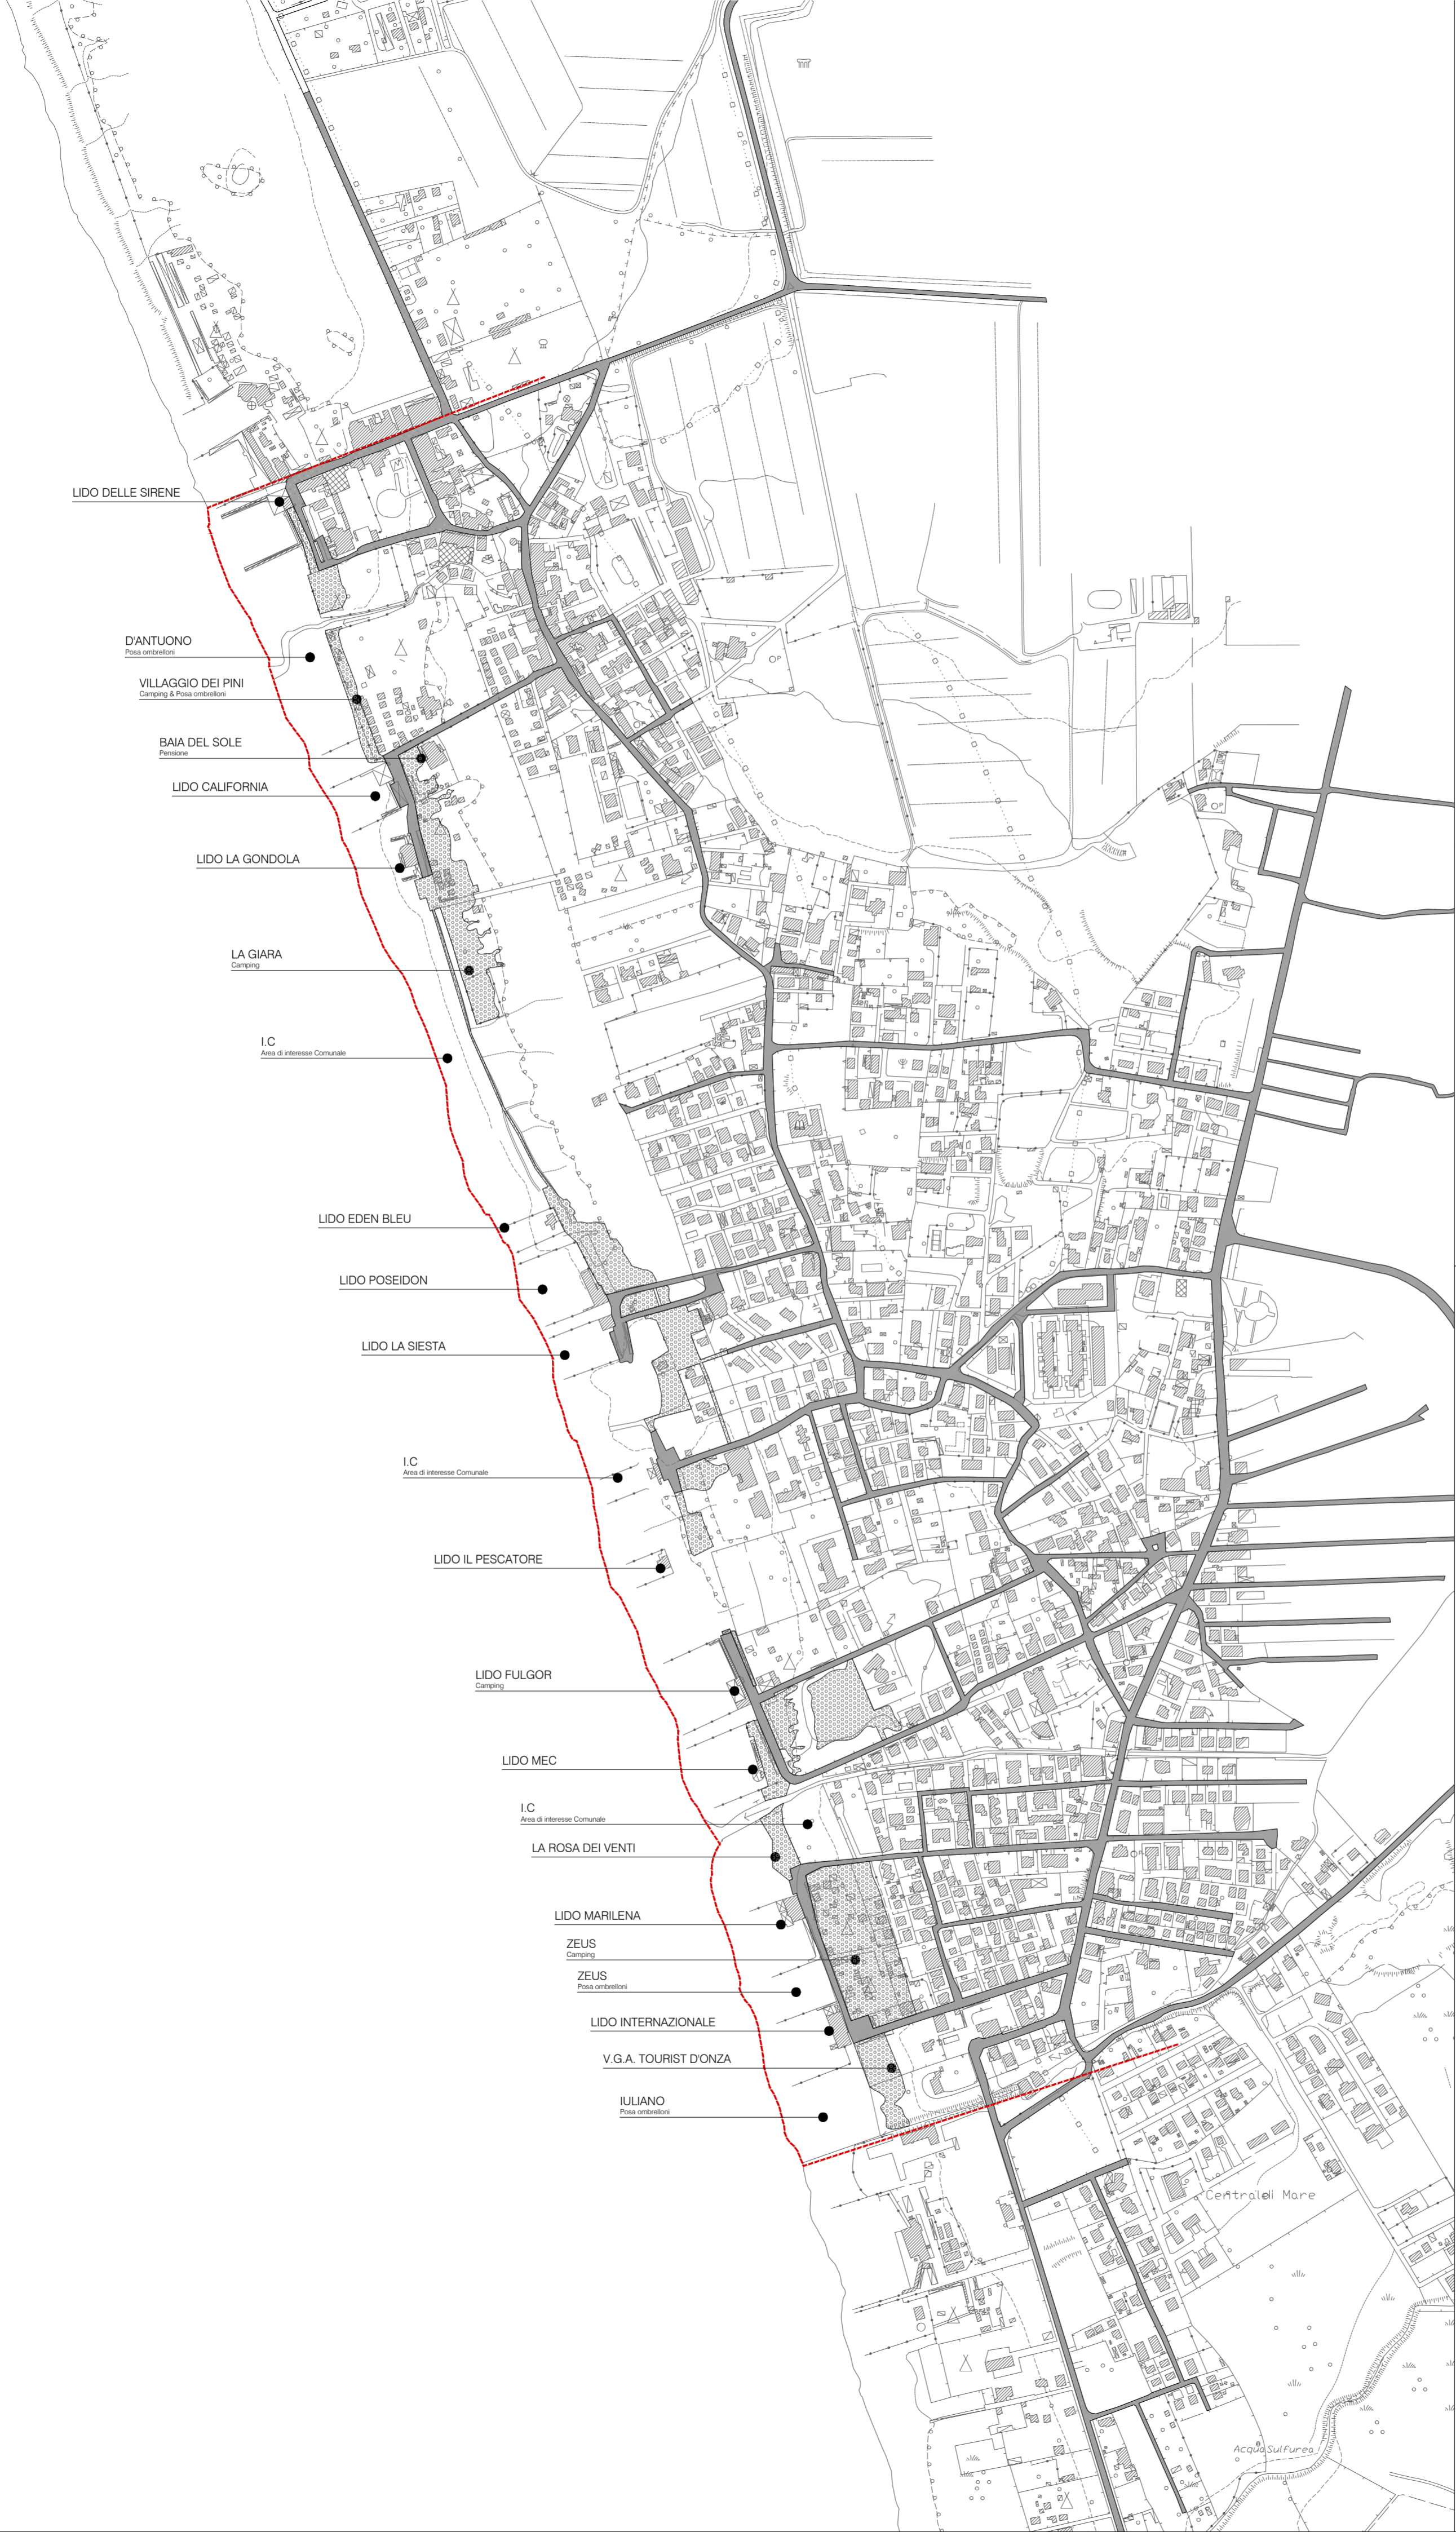 LIDO DELLE SIRENE
D'ANTUONO
Posa ombrelloni
VILLAGGIO DEI PINI
Camping & Posa ombrelloni
BAIA DEL SOLE
Pensione
LIDO CALIFORNIA
LIDO LA GONDOLA
LA GIARA
Camping
I.C
Area di interesse Comunale
LIDO EDEN BLEU
LIDO POSEIDON
LIDO LA SIESTA
I.C
Area di interesse Comunale
LIDO IL PESCATORE
LIDO FULGOR
Camping
LIDO MEC
I.C
Area di interesse Comunale
LA ROSA DEI VENTI
LIDO MARILENA
ZEUS
Camping
ZEUS
Posa ombrelloni
LIDO INTERNAZIONALE
V.G.A. TOURIST D'ONZA
IULIANO
Posa ombrelloni
Centrale di Mare
Acqua Sulfurea